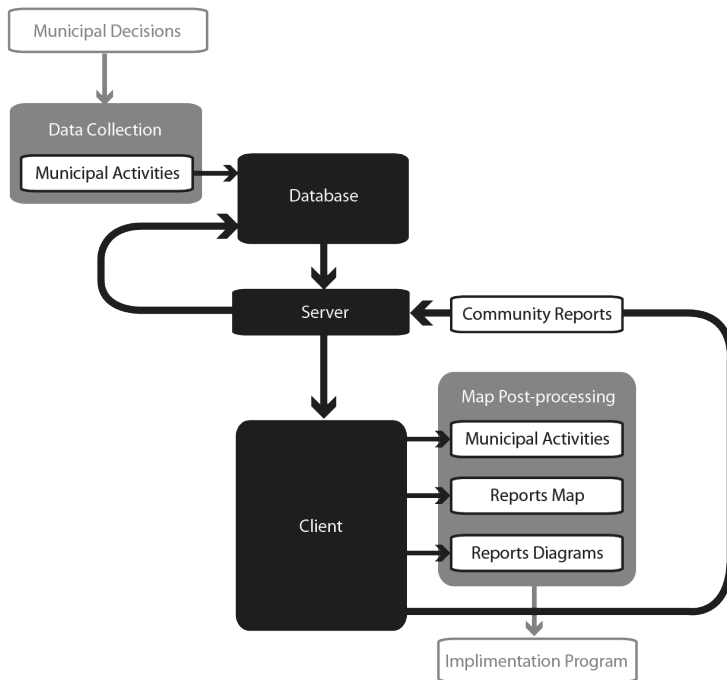 Municipal Decisions
Data Collection
Municipal Activities
Database
Server
Community Reports
Map Post-processing
Municipal Activities
Reports Map
Client
Reports Diagrams
Implimentation Program